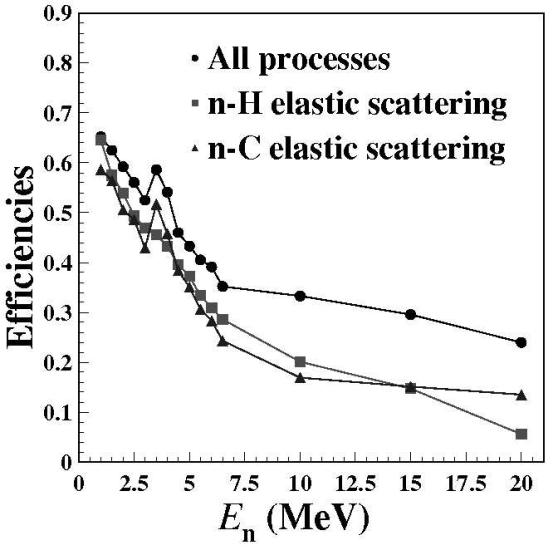 0.9
0.8
0.7
0.6
0.5
0.4
0.3
0.2
0.1
0
Efficiencies
All processes
n-H elastic scattering
n-C elastic scattering
0 2.5 5 7.5 10 12.5 15 17.5 20
En (MeV)